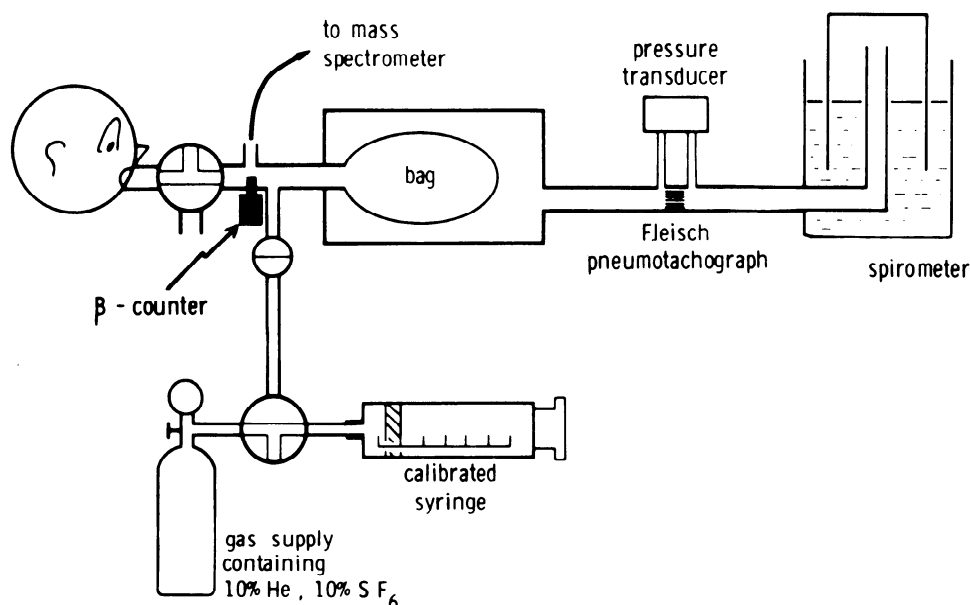 to mass
spectrometer
pressure
transducer
bag
Fleisch
pneumotachograph
spirometer
β - counter
calibrated
syringe
gas supply
containing
10% He , 10% S F₆